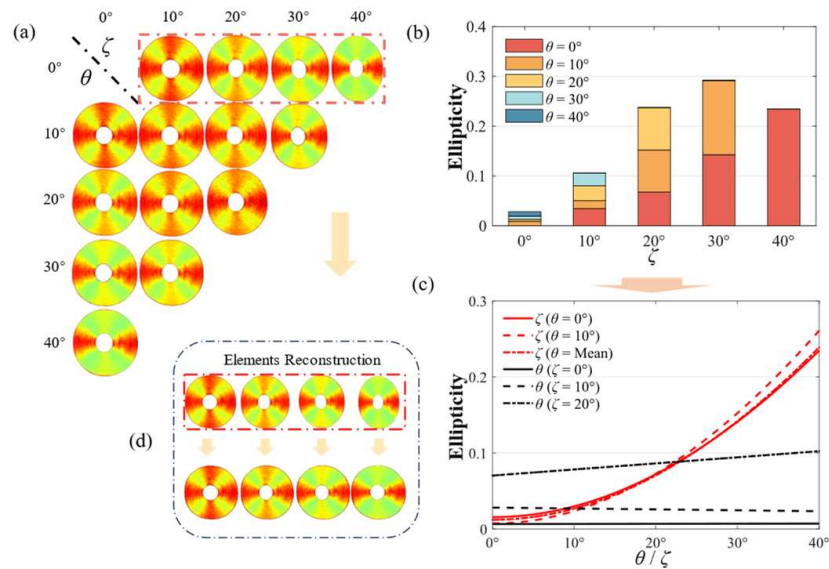 (a)
0°
10°
20°
30°
40°
ζ
θ
0°
10°
20°
30°
40°
(b)
Ellipticity
0.4
0.3
0.2
0.1
0
θ = 0°
θ = 10°
θ = 20°
θ = 30°
θ = 40°
0°
10°
20°
30°
40°
ζ
(c)
Ellipticity
0.3
0.2
0.1
0
ζ (θ = 0°)
ζ (θ = 10°)
ζ (θ = Mean)
θ (ζ = 0°)
θ (ζ = 10°)
θ (ζ = 20°)
0°
10°
20°
30°
40°
θ / ζ
(d)
Elements Reconstruction